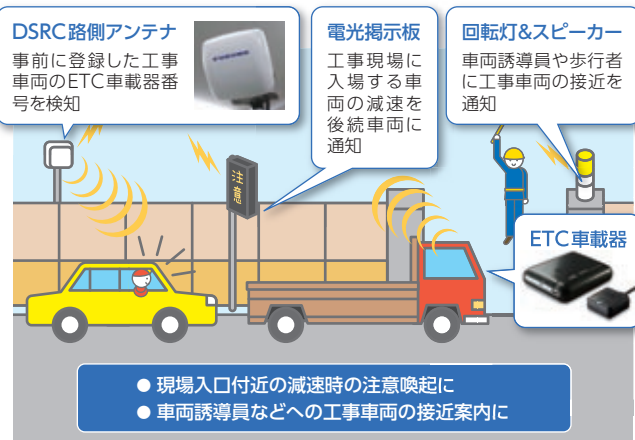 DSRC路側アンテナ
事前に登録した工事
車両のETC車載器番
号を検知
電光掲示板
工事現場に
入場する車
両の減速を
後続車両に
通知
回転灯&スピーカー
車両誘導員や歩行者
に工事車両の接近を
通知
注意
ETC車載器
● 現場入口付近の減速時の注意喚起に
● 車両誘導員などへの工事車両の接近案内に